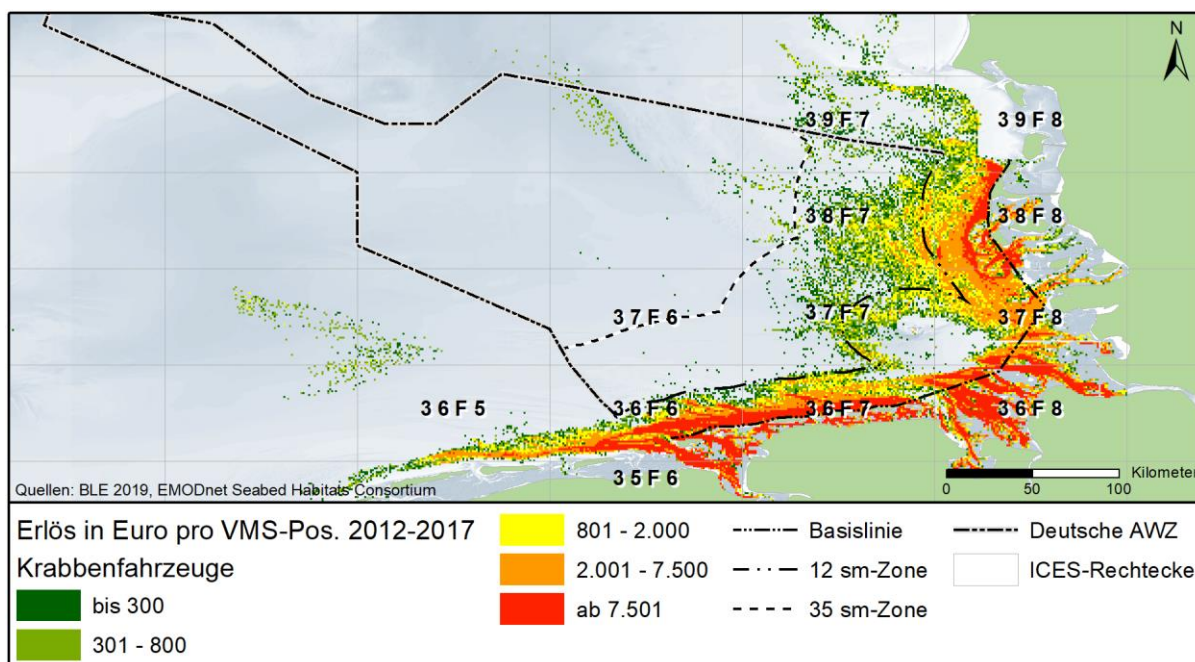 N
39F7
39F8
38F7
38F8
37F6
37F7
37F8
36F5
36F6
36F7
36F8
35F6
Kilometer
0 50 100
Quellen: BLE 2019, EMODnet Seabed Habitats Consortium
Erlös in Euro pro VMS-Pos. 2012-2017
Krabbenfahrzeuge
bis 300
301 - 800
801 - 2.000
2.001 - 7.500
ab 7.501
Basislinie
12 sm-Zone
35 sm-Zone
Deutsche AWZ
ICES-Rechtecke